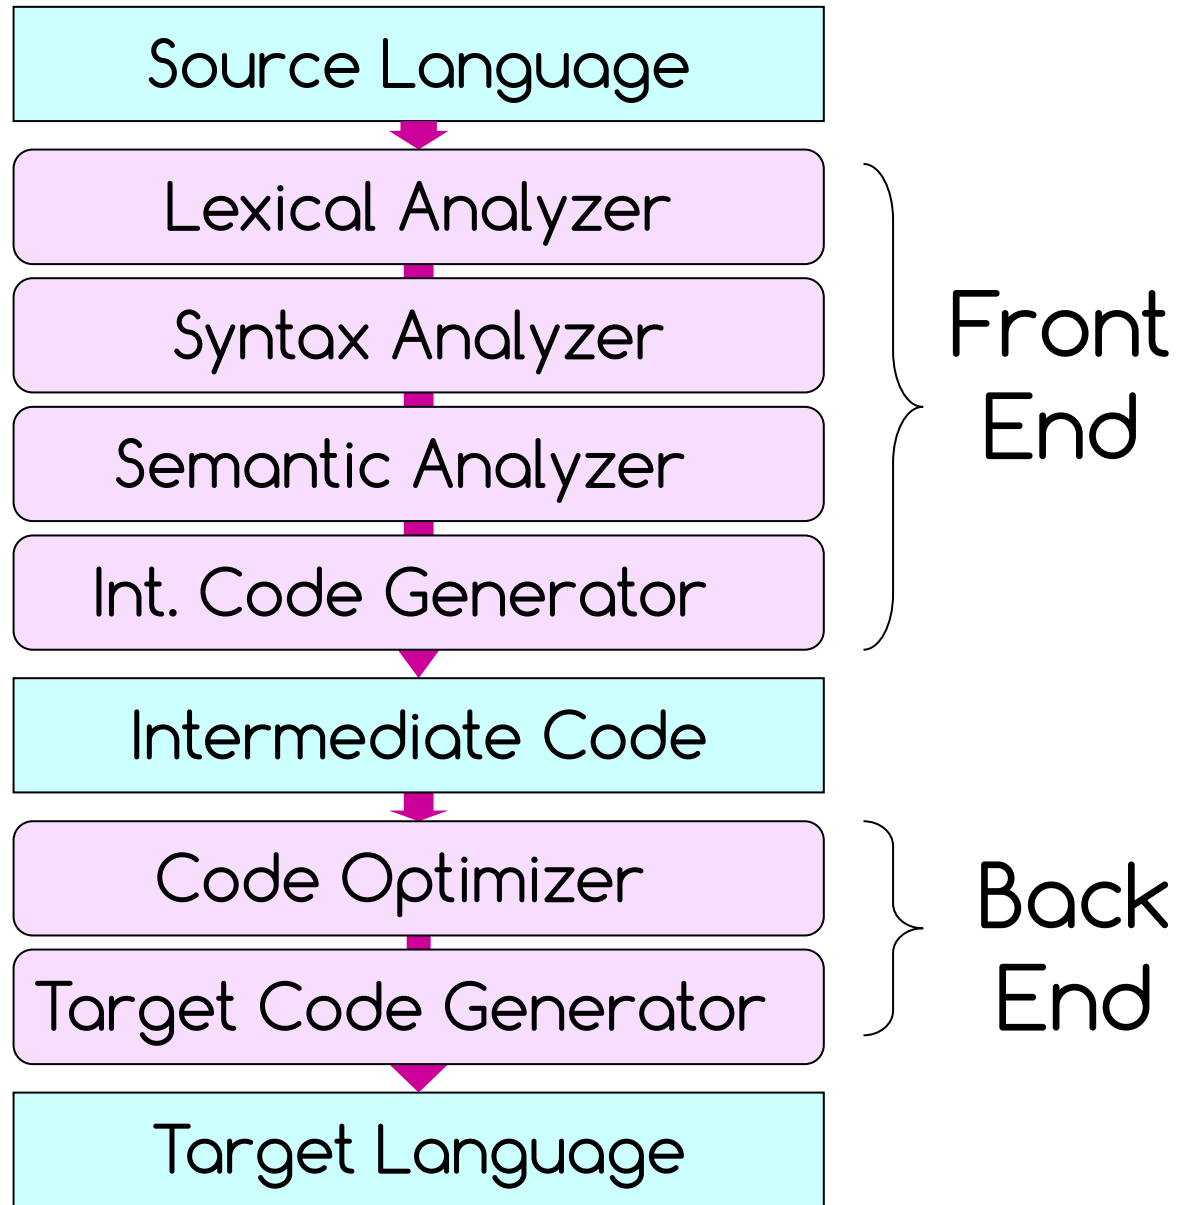 Source Language
Lexical Analyzer
Syntax Analyzer
Semantic Analyzer
Int. Code Generator
Front
End
Intermediate Code
Code Optimizer
Target Code Generator
Back
End
Target Language